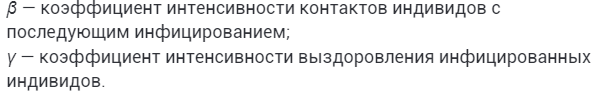 β — коэффициент интенсивности контактов индивидов с
последующим инфицированием;
γ — коэффициент интенсивности выздоровления инфицированных
индивидов.